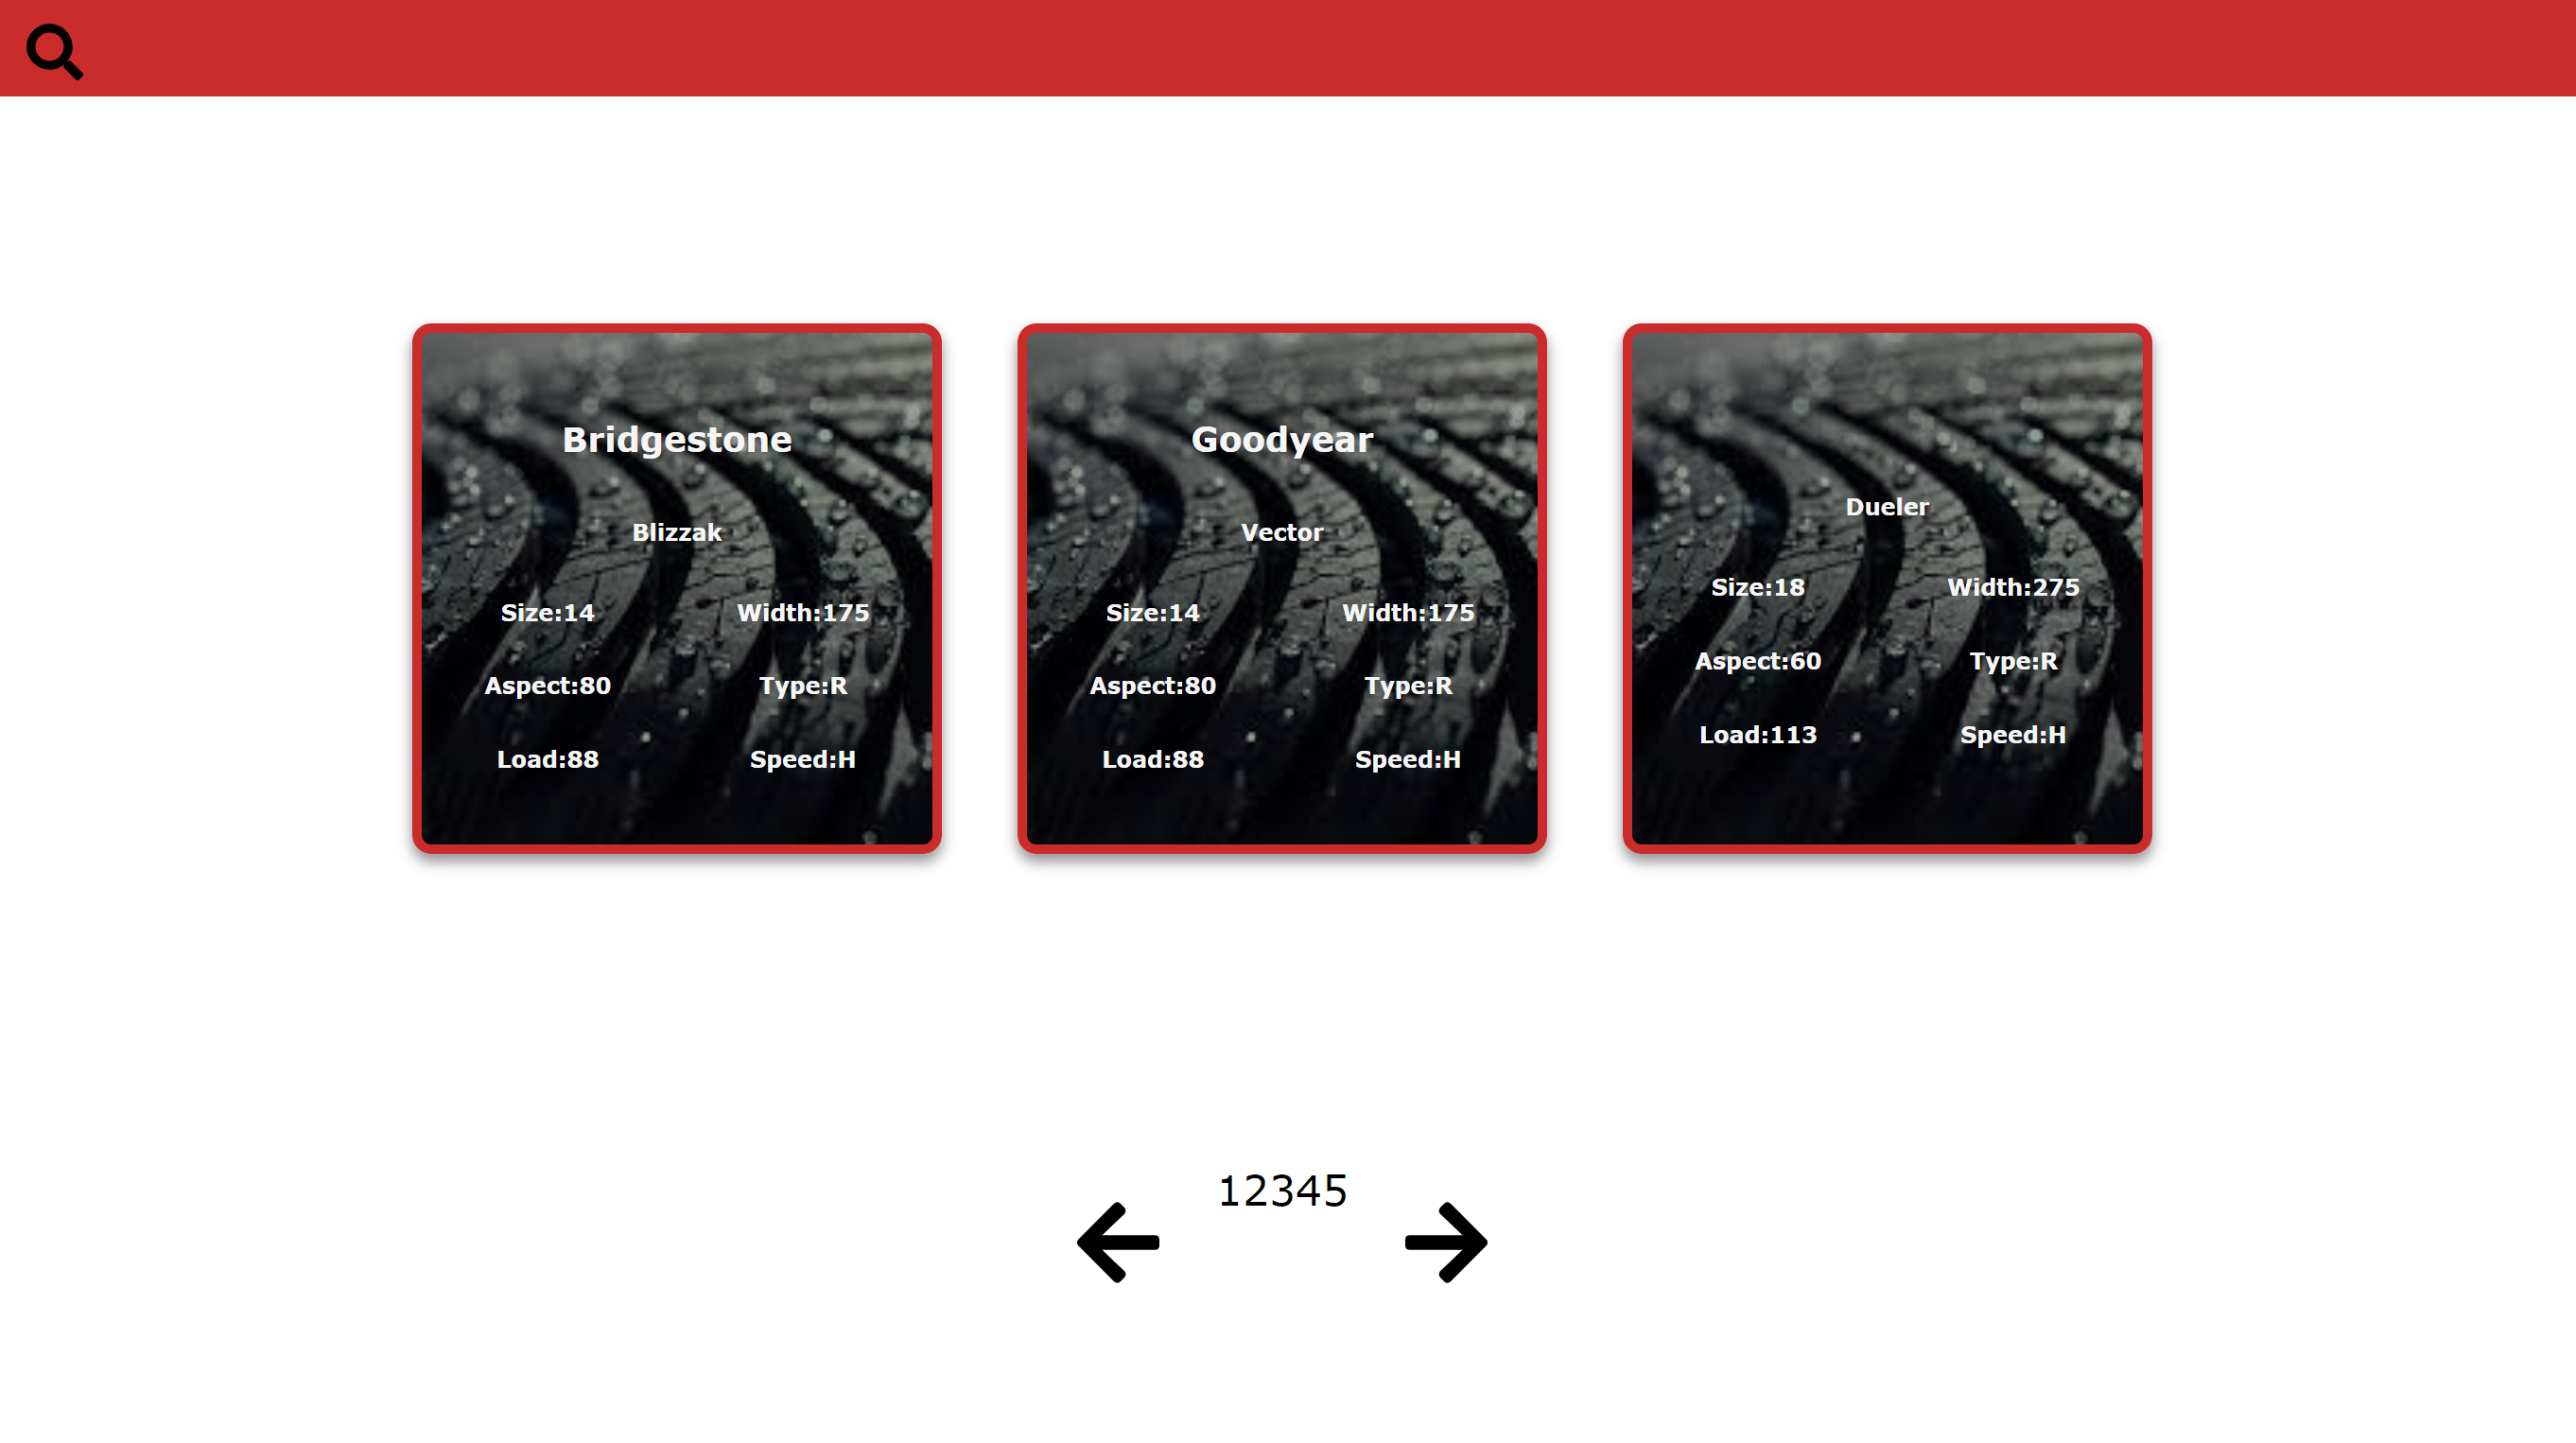 Bridgestone
Blizzak
Size:14 Width:175
Aspect:80 Type:R
Load:88 Speed:H
Goodyear
Vector
Size:14 Width:175
Aspect:80 Type:R
Load:88 Speed:H
Dueler
Size:18 Width:275
Aspect:60 Type:R
Load:113 Speed:H
12345